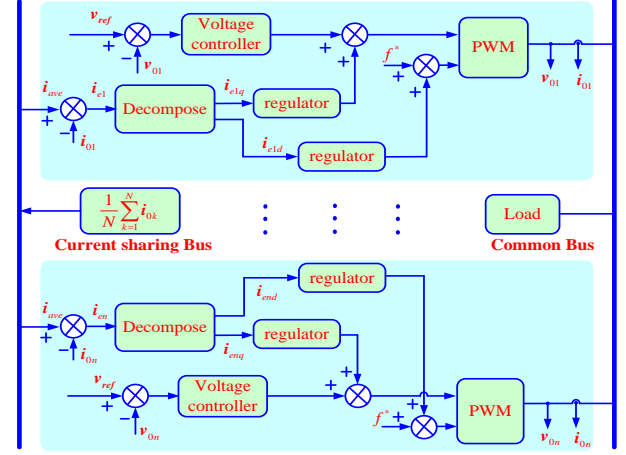 v_ref
+
−
v_01
Voltage controller
+
+
f*
+
+
PWM
v_01
i_01
i_ave
+
−
i_01
i_e1
Decompose
i_e1q
regulator
i_e1d
regulator
1/N ∑_{k=1}^{N} i_0k
Current sharing Bus
Load
Common Bus
i_ave
+
−
i_0n
i_en
Decompose
i_end
regulator
i_enq
regulator
v_ref
+
−
v_0n
Voltage controller
+
+
f*
+
+
PWM
v_0n
i_0n